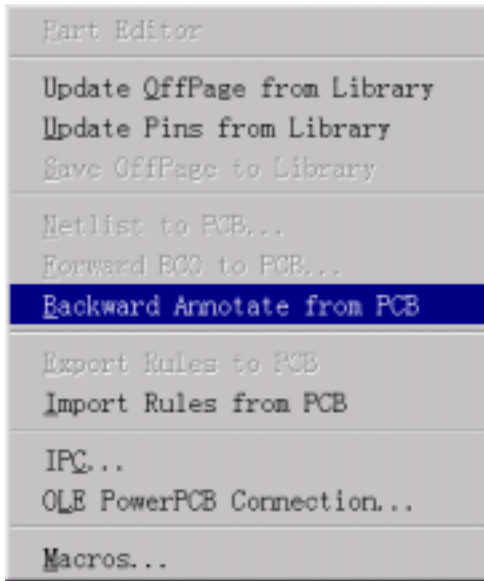 Part Editor
Update OffPage from Library
Update Pins from Library
Save OffPage to Library
Netlist to PCB...
Forward ECO to PCB...
Backward Annotate from PCB
Export Rules to PCB
Import Rules from PCB
IPC...
OLE PowerPCB Connection...
Macros...